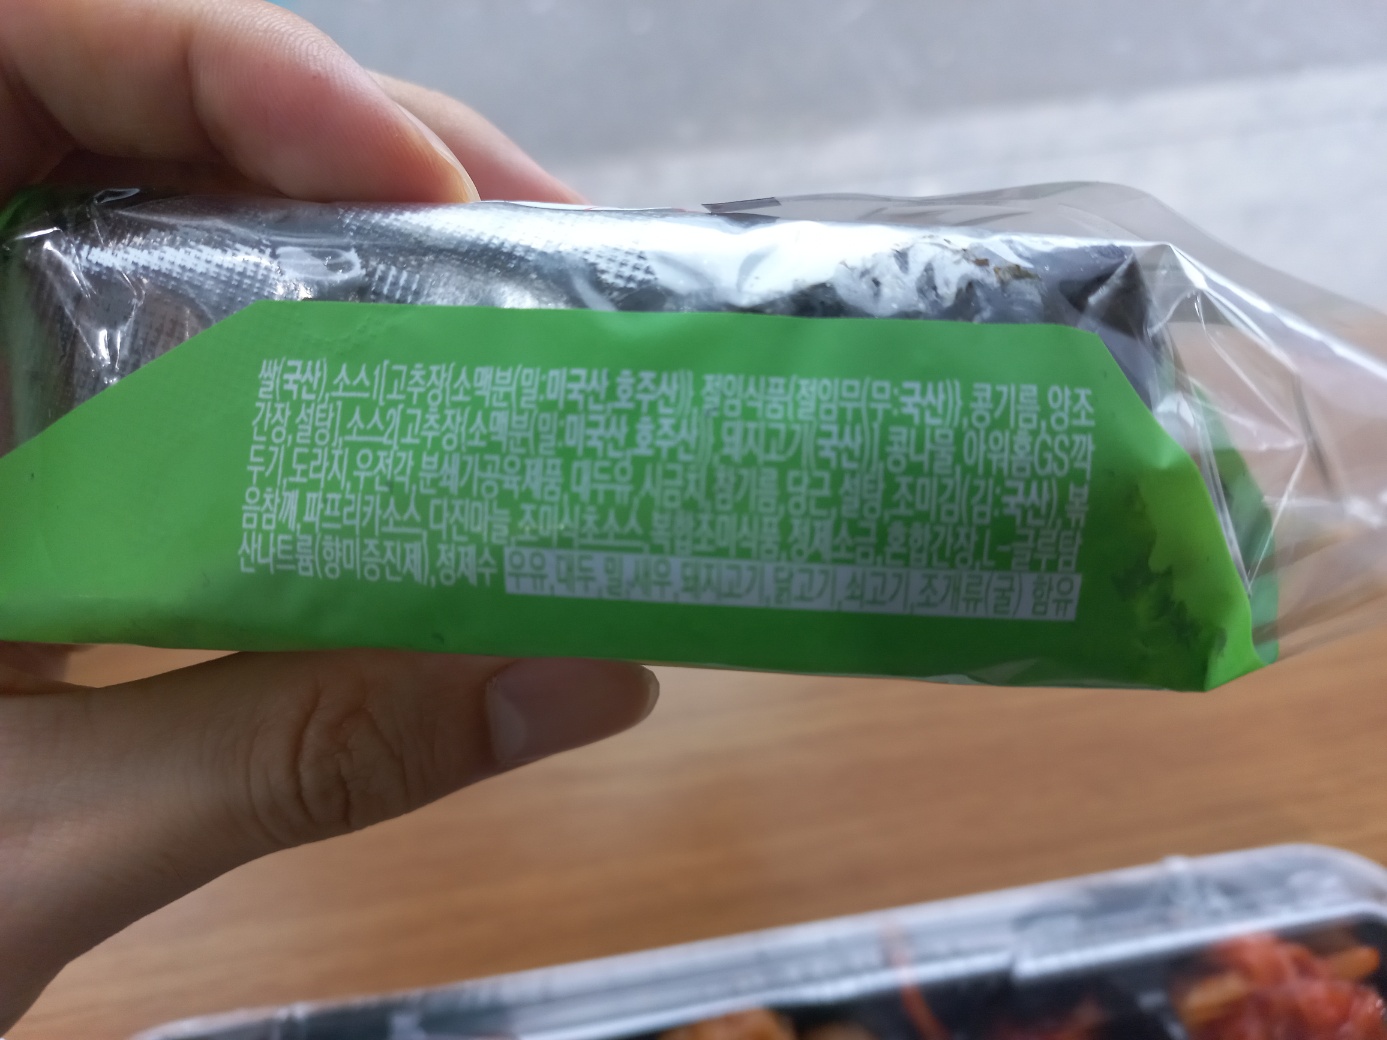 쌀(국산),소스1[고추장{소맥분(밀:미국산,호주산)},절임식품{절임무(무:국산)},콩기름,양조
간장,설탕],소스2[고추장{소맥분(밀:미국산,호주산)},돼지고기(국산)],콩나물,아워홈GS깍
두기,도라지,우전각,분쇄가공육제품,대두유,시금치,참기름,당근,설탕,조미김(김:국산),볶
음참깨,파프리카소스,다진마늘,조미식초소스,복합조미식품,정제소금,혼합간장,L-글루탐
산나트륨(향미증진제),정제수 우유,대두,밀,새우,돼지고기,닭고기,쇠고기,조개류(굴) 함유